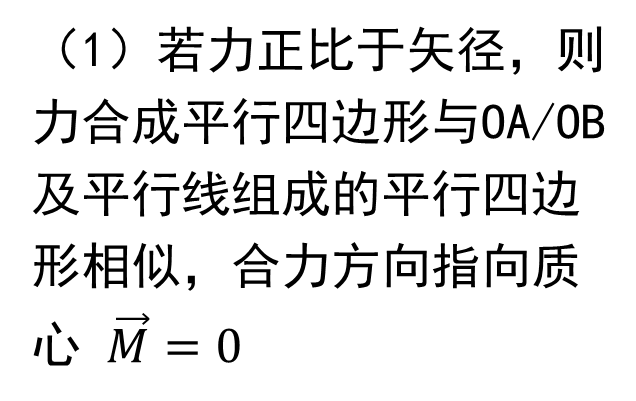 （1）若力正比于矢径，则
力合成平行四边形与OA/OB
及平行线组成的平行四边
形相似，合力方向指向质
心 $\overrightarrow{M} = 0$